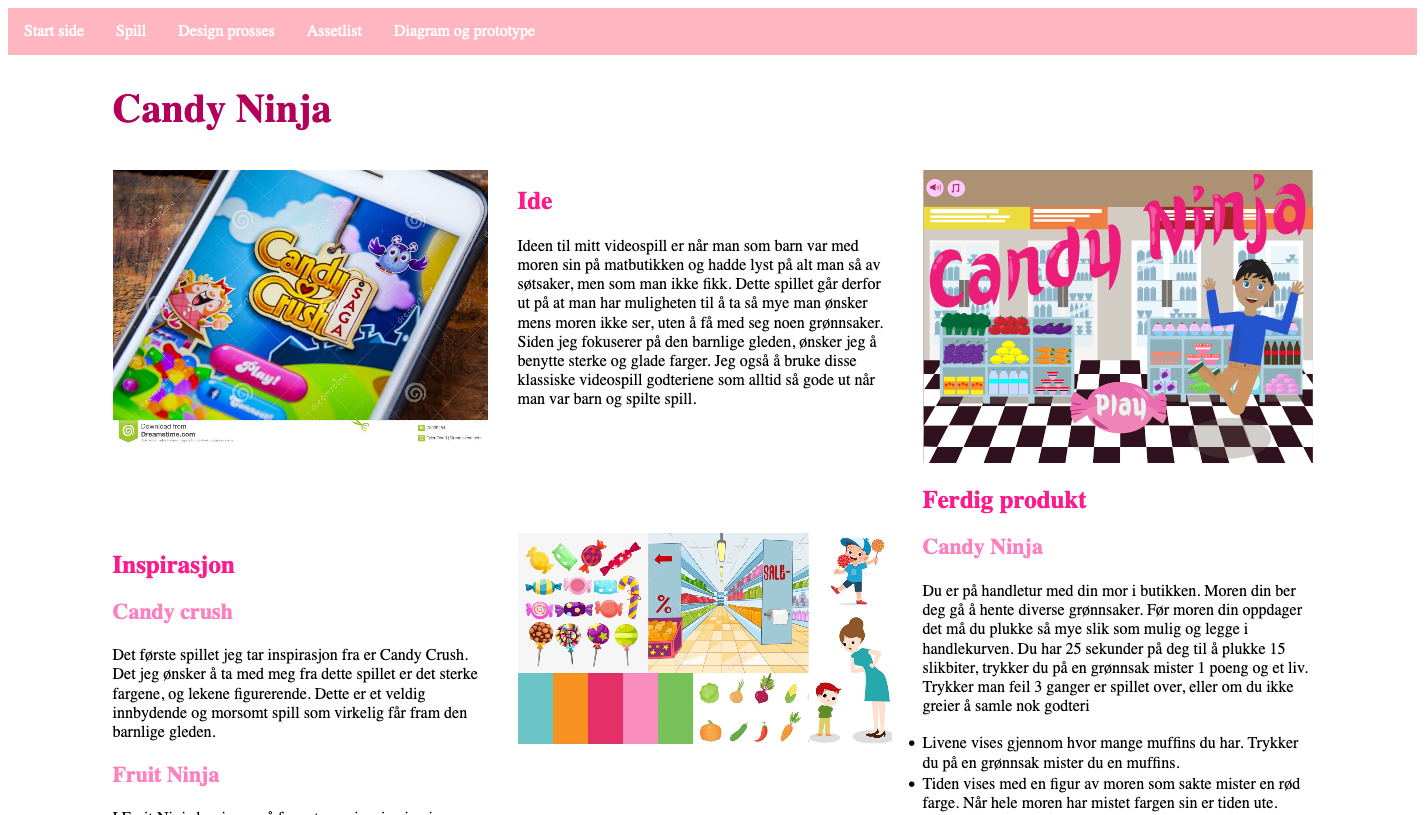 Start side
Spill
Design prosses
Assetlist
Diagram og prototype
Candy Ninja
Candy
Crush
SAGA
Play!
Download from
Dreamstime.com
Ide
Ideen til mitt videospill er når man som barn var med
moren sin på matbutikken og hadde lyst på alt man så av
søtsaker, men som man ikke fikk. Dette spillet går derfor
ut på at man har muligheten til å ta så mye man ønsker
mens moren ikke ser, uten å få med seg noen grønnsaker.
Siden jeg fokuserer på den barnlige gleden, ønsker jeg å
benytte sterke og glade farger. Jeg også å bruke disse
klassiske videospill godteriene som alltid så gode ut når
man var barn og spilte spill.
Candy Ninja
Play
Inspirasjon
Candy crush
Det første spillet jeg tar inspirasjon fra er Candy Crush.
Det jeg ønsker å ta med meg fra dette spillet er det sterke
fargene, og lekene figurerende. Dette er et veldig
innbydende og morsomt spill som virkelig får fram den
barnlige gleden.
Fruit Ninja
SALE-
%
Ferdig produkt
Candy Ninja
Du er på handletur med din mor i butikken. Moren din ber
deg gå å hente diverse grønnsaker. Før moren din oppdager
det må du plukke så mye slik som mulig og legge i
handlekurven. Du har 25 sekunder på deg til å plukke 15
slikbiter, trykker du på en grønnsak mister 1 poeng og et liv.
Trykker man feil 3 ganger er spillet over, eller om du ikke
greier å samle nok godteri
• Livene vises gjennom hvor mange muffins du har. Trykker
du på en grønnsak mister du en muffins.
• Tiden vises med en figur av moren som sakte mister en rød
farge. Når hele moren har mistet fargen sin er tiden ute.